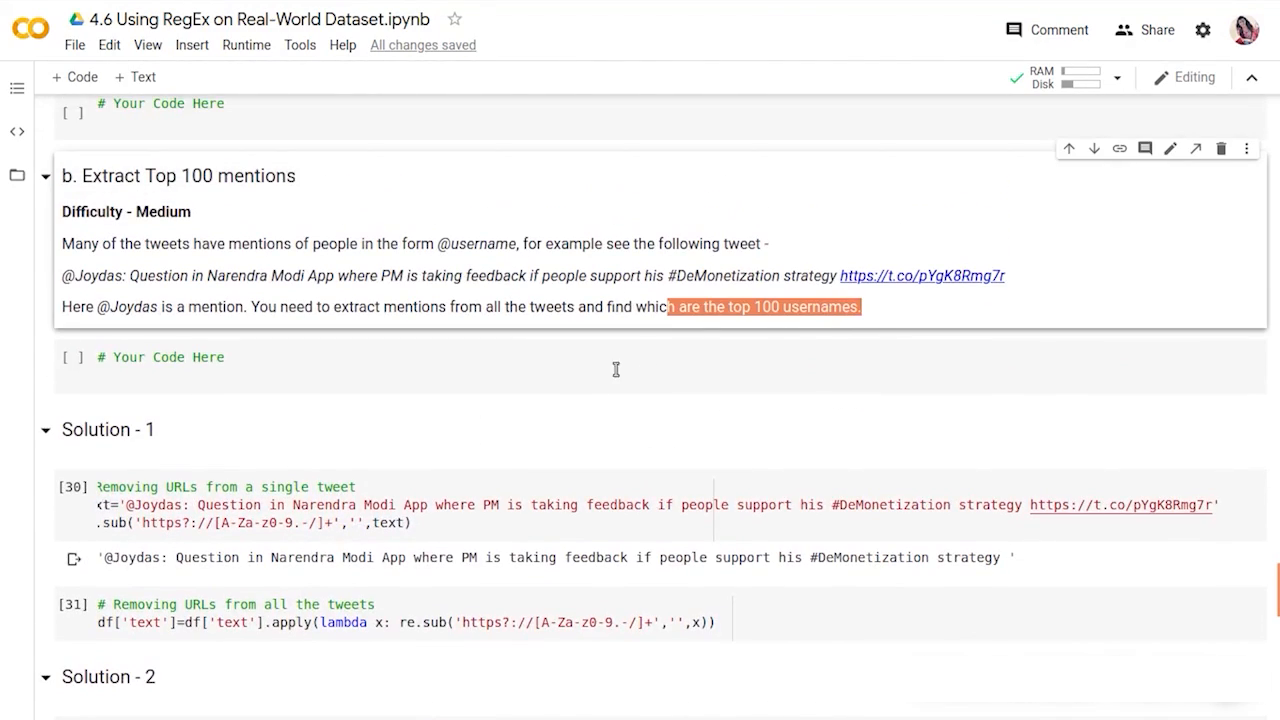 4.6 Using RegEx on Real-World Dataset.ipynb
File Edit View Insert Runtime Tools Help All changes saved
Comment Share
+ Code + Text
RAM
Disk
Editing
[ ] # Your Code Here
b. Extract Top 100 mentions
Difficulty - Medium
Many of the tweets have mentions of people in the form @username, for example see the following tweet -
@Joydas: Question in Narendra Modi App where PM is taking feedback if people support his #DeMonetization strategy https://t.co/pYgK8Rmg7r
Here @Joydas is a mention. You need to extract mentions from all the tweets and find which are the top 100 usernames.
[ ] # Your Code Here
Solution - 1
[30] Removing URLs from a single tweet
xt='@Joydas: Question in Narendra Modi App where PM is taking feedback if people support his #DeMonetization strategy https://t.co/pYgK8Rmg7r'
.sub('https?://[A-Za-z0-9.-/]+','',text)
'@Joydas: Question in Narendra Modi App where PM is taking feedback if people support his #DeMonetization strategy '
[31] # Removing URLs from all the tweets
df['text']=df['text'].apply(lambda x: re.sub('https?://[A-Za-z0-9.-/]+','',x))
Solution - 2